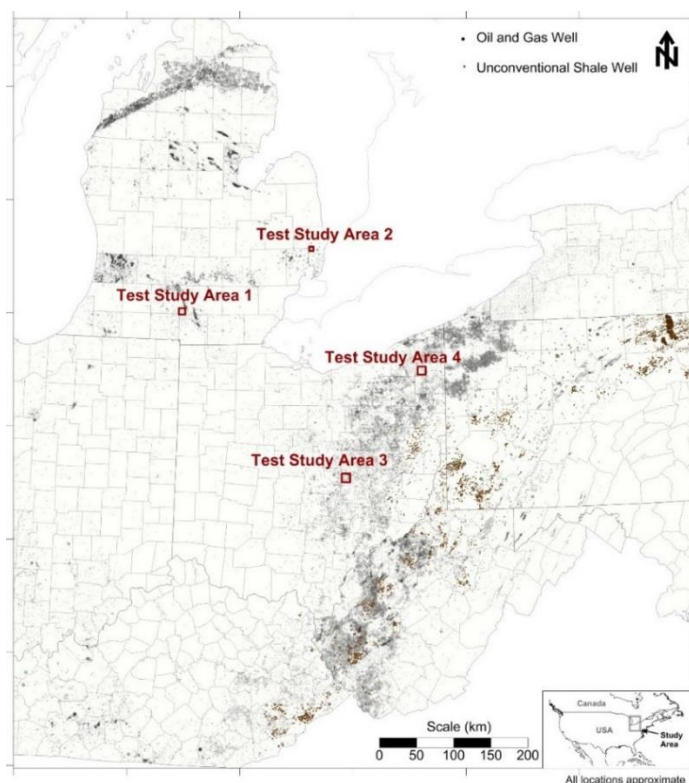 Oil and Gas Well
Unconventional Shale Well
N
Test Study Area 2
Test Study Area 1
Test Study Area 4
Test Study Area 3
Scale (km)
0 50 100 150 200
Canada
USA
Study
Area
All locations approximate